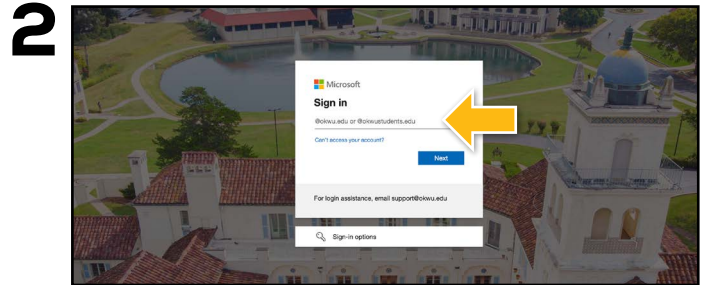 2
Microsoft
Sign in
@okwu.edu or @okwustudents.edu
Can't access your account?
Next
For login assistance, email support@okwu.edu
Sign-in options